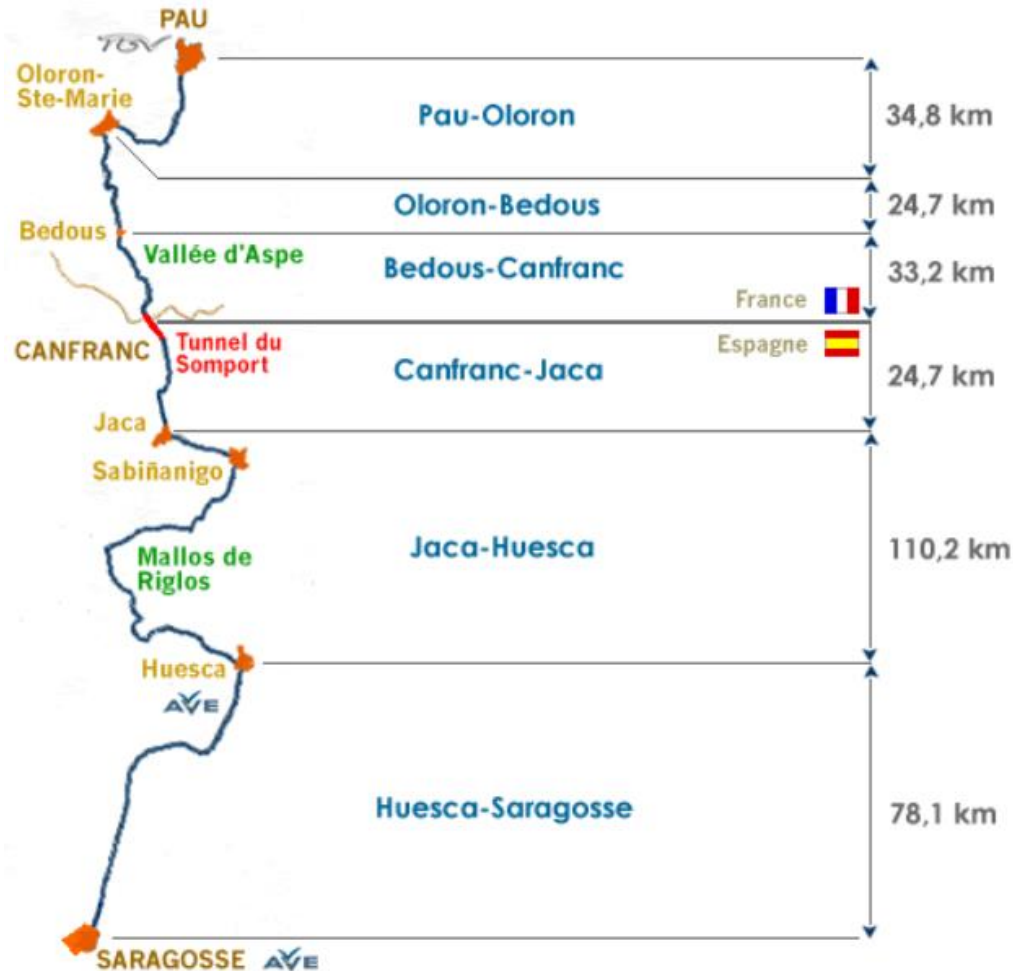 PAU
TGV
Oloron-
Ste-Marie
Pau-Oloron
34,8 km
Oloron-Bedous
24,7 km
Bedous
Vallée d'Aspe
Bedous-Canfranc
33,2 km
France
CANFRANC
Tunnel du
Somport
Espagne
Canfranc-Jaca
24,7 km
Jaca
Sabiñanigo
Jaca-Huesca
110,2 km
Mallos de
Riglos
Huesca
AVE
Huesca-Saragosse
78,1 km
SARAGOSSE AVE